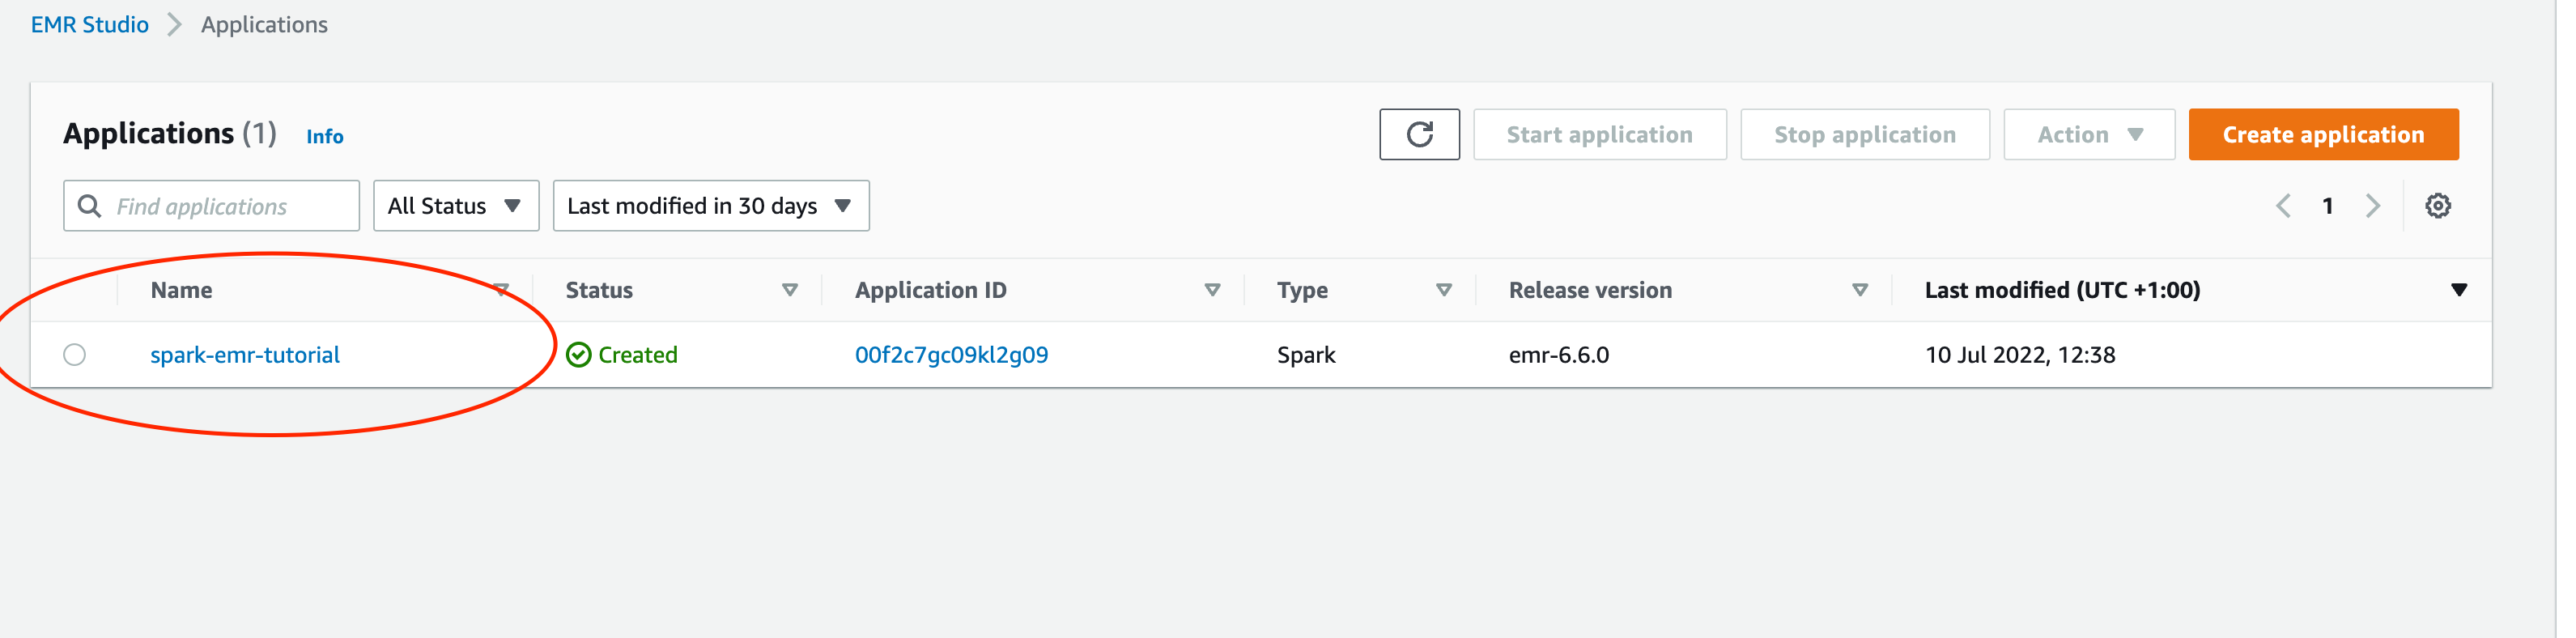 EMR Studio Applications
Applications (1) Info
Start application Stop application Action Create application
Find applications All Status Last modified in 30 days 1
Name Status Application ID Type Release version Last modified (UTC +1:00)
spark-emr-tutorial Created 00f2c7gc09kl2g09 Spark emr-6.6.0 10 Jul 2022, 12:38